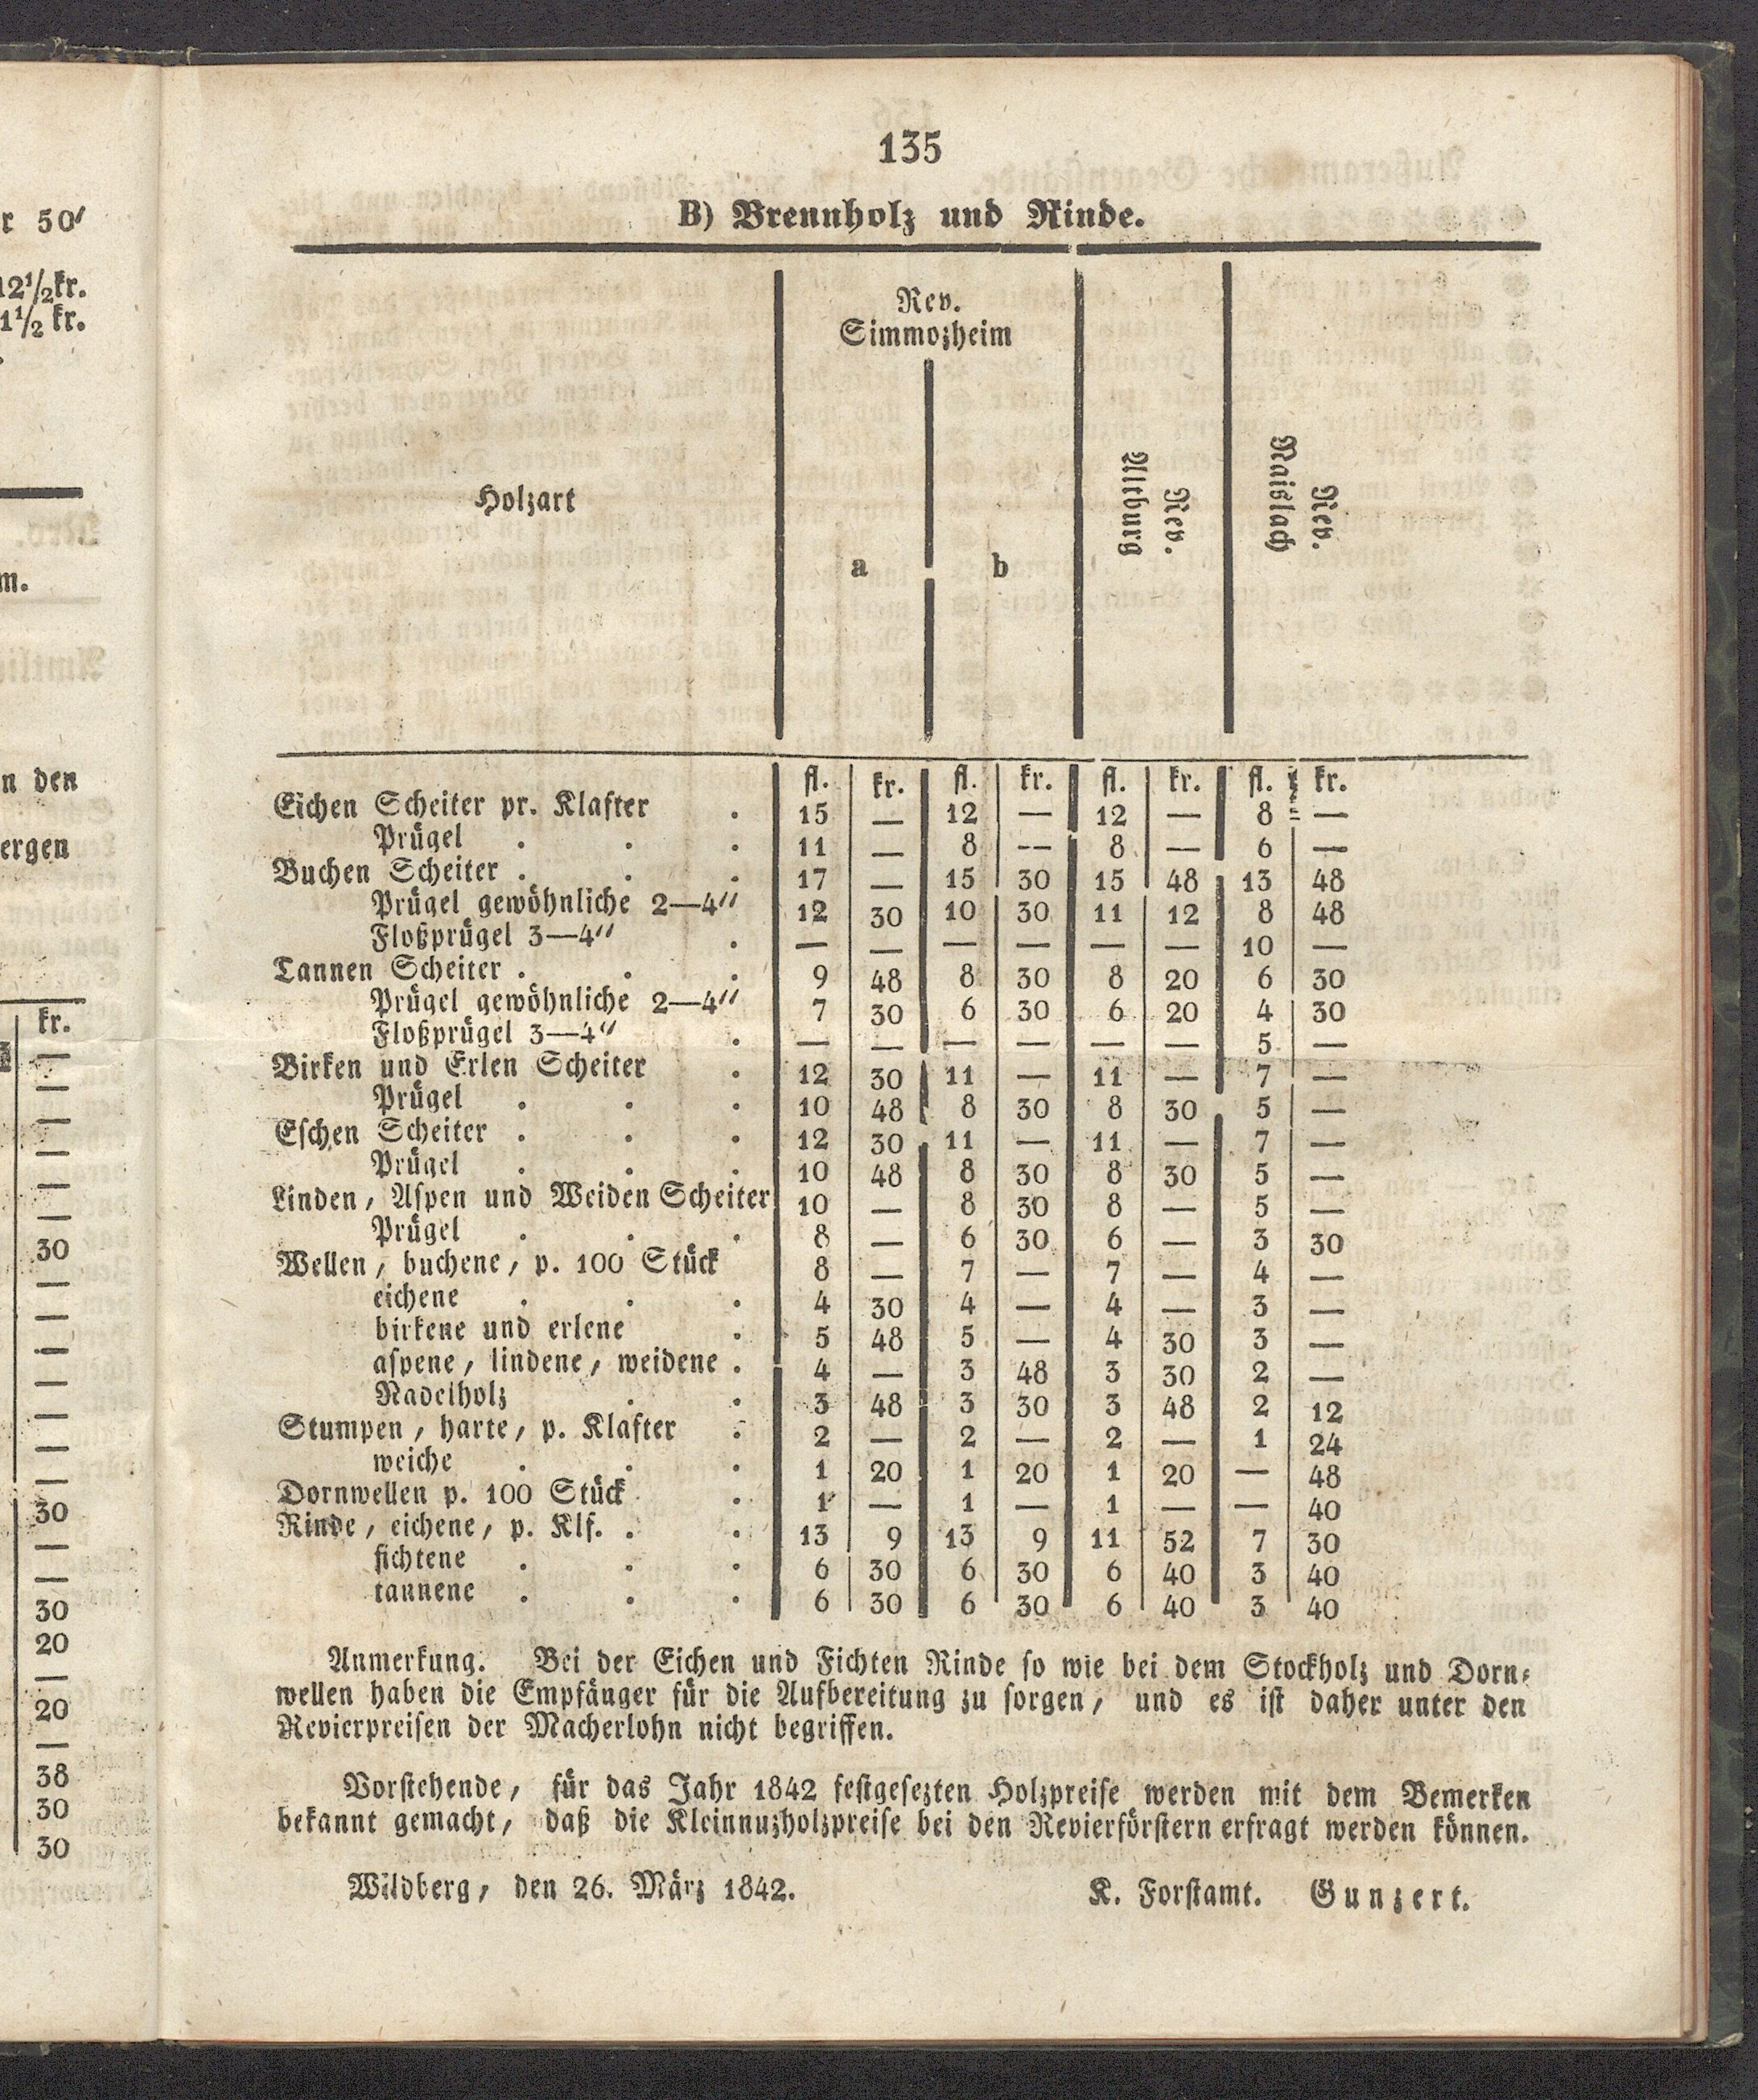 135
B) Brennholz und Rinde.
Holzart
Rev.
Simmozheim
a b
Rev.
Altburg
Rev.
Naislach
fl. kr. fl. kr. fl. kr. fl. kr.
Eichen Scheiter pr. Klafter . 15 — 12 — 12 — 8 —
Prügel . . . 11 — 8 — 8 — 6 —
Buchen Scheiter . . . 17 — 15 30 15 48 13 48
Prügel gewöhnliche 2—4" 12 30 10 30 11 12 8 48
Floßprügel 3—4" . — — — — — — 10 —
Tannen Scheiter . . . 9 48 8 30 8 20 6 30
Prügel gewöhnliche 2—4" 7 30 6 30 6 20 4 30
Floßprügel 3—4" . — — — — — — 5 —
Birken und Erlen Scheiter . 12 30 11 — 11 — 7 —
Prügel . . . 10 48 8 30 8 30 5 —
Eschen Scheiter . . . 12 30 11 — 11 — 7 —
Prügel . . . 10 48 8 30 8 30 5 —
Linden, Aspen und Weiden Scheiter 10 — 8 30 8 — 5 —
Prügel . . . 8 — 6 30 6 — 3 30
Wellen, buchene, p. 100 Stück 8 — 7 — 7 — 4 —
eichene . . . 4 30 4 — 4 — 3 —
birkene und erlene . 5 48 5 — 4 30 3 —
aspene, lindene, weidene . 4 — 3 48 3 30 2 —
Nadelholz . . 3 48 3 30 3 48 2 12
Stumpen, harte, p. Klafter . 2 — 2 — 2 — 1 24
weiche . . . 1 20 1 20 1 20 — 48
Dornwellen p. 100 Stück . 1 — 1 — 1 — — 40
Rinde, eichene, p. Klf. . . 13 9 13 9 11 52 7 30
fichtene . . . 6 30 6 30 6 40 3 40
tannene . . . 6 30 6 30 6 40 3 40
Anmerkung. Bei der Eichen und Fichten Rinde so wie bei dem Stockholz und Dorn-
wellen haben die Empfänger für die Aufbereitung zu sorgen, und es ist daher unter den
Revierpreisen der Macherlohn nicht begriffen.
Vorstehende, für das Jahr 1842 festgesezten Holzpreise werden mit dem Bemerken
bekannt gemacht, daß die Kleinnuzholzpreise bei den Revierförstern erfragt werden können.
Wildberg, den 26. März 1842.
K. Forstamt. Gunzert.